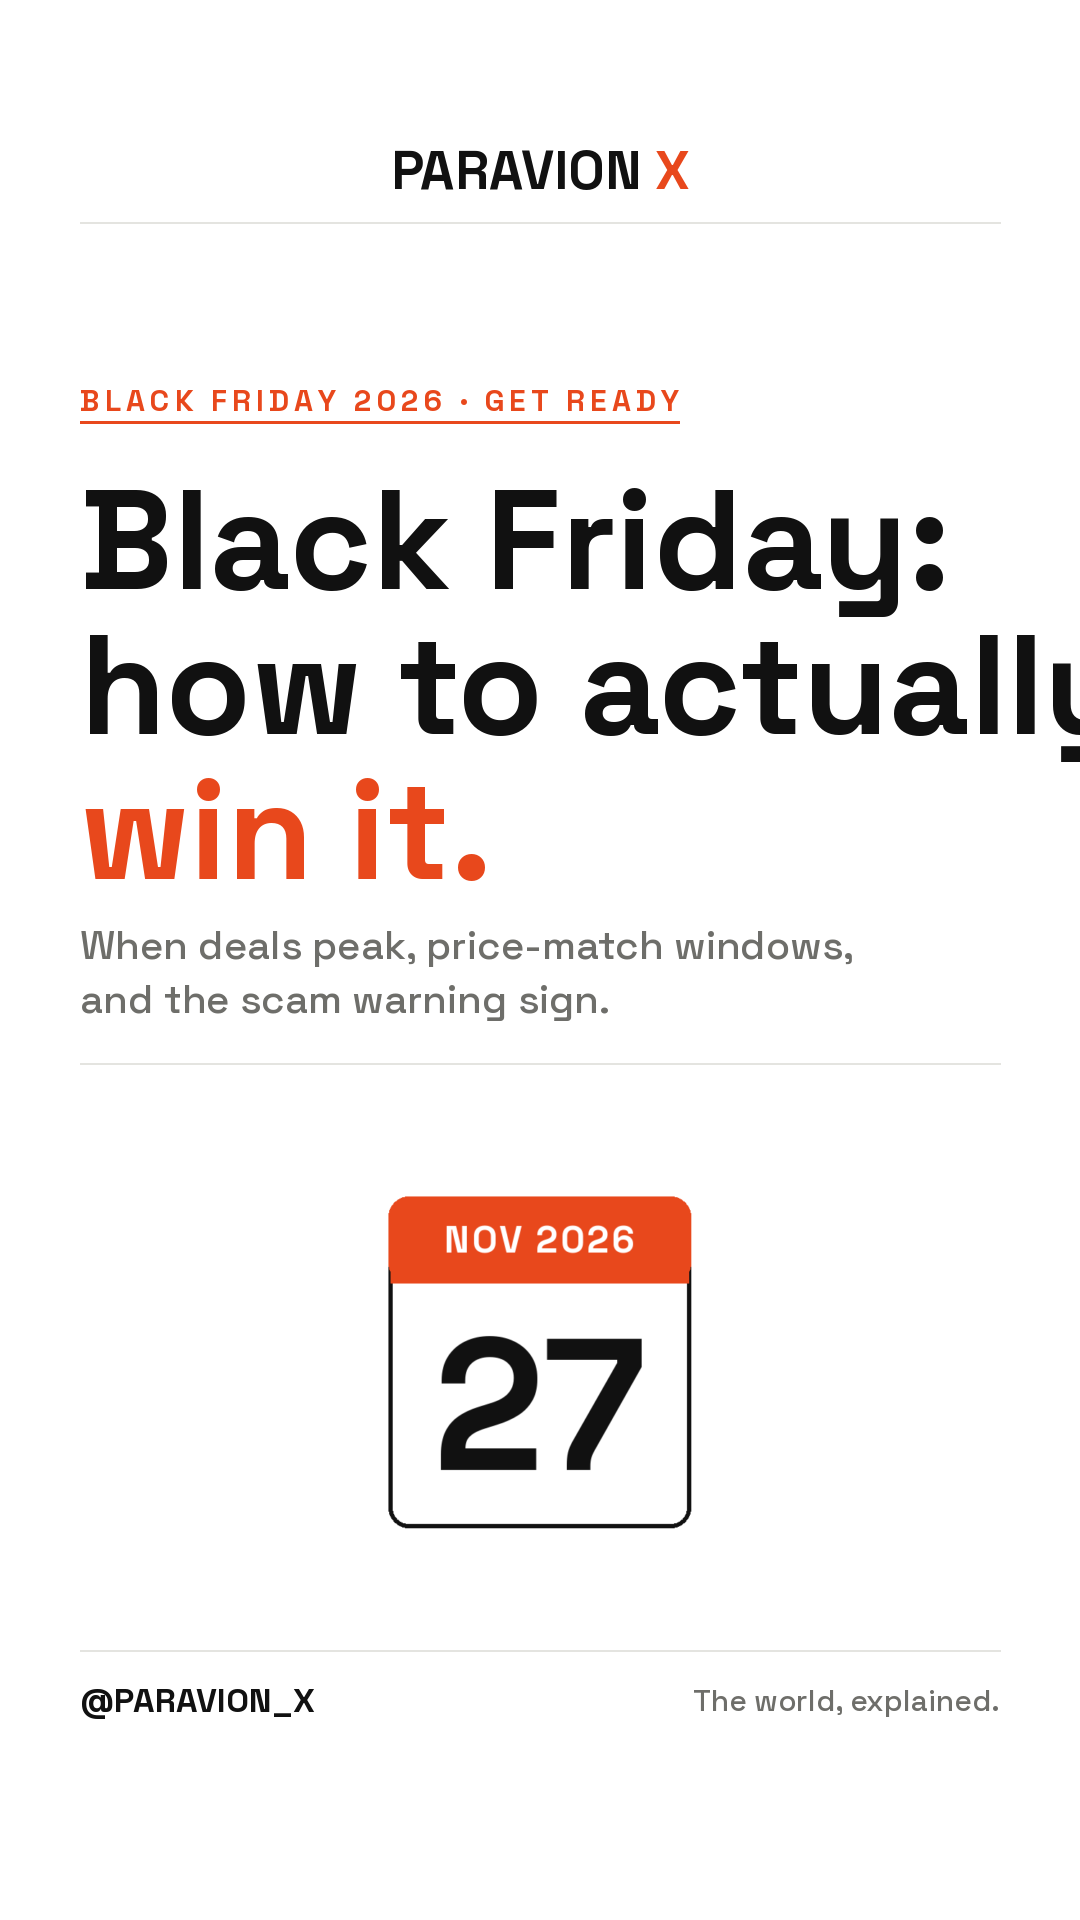 PARAVION X
BLACK FRIDAY 2026 · GET READY
Black Friday:
how to actually
win it.
When deals peak, price-match windows,
and the scam warning sign.
NOV 2026
27
@PARAVION_X
The world, explained.